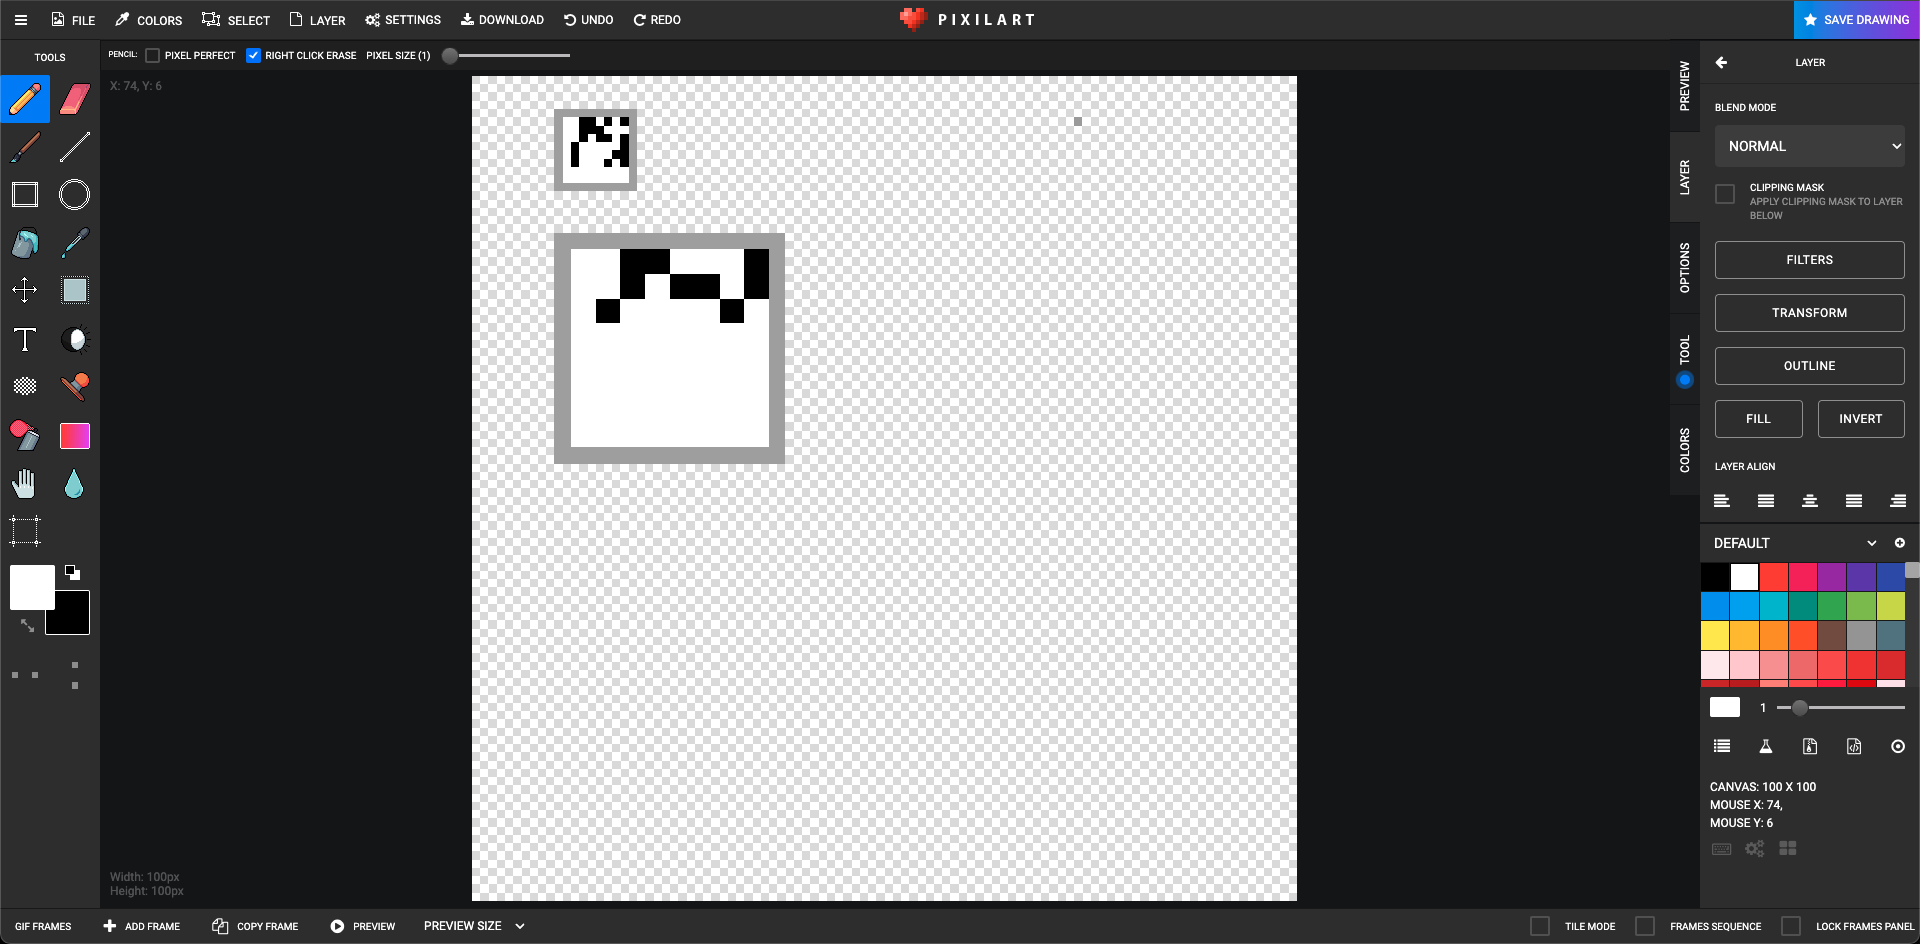 FILE COLORS SELECT LAYER SETTINGS DOWNLOAD UNDO REDO PIXILART SAVE DRAWING
TOOLS
PENCIL: PIXEL PERFECT RIGHT CLICK ERASE PIXEL SIZE (1)
X: 74, Y: 6
PREVIEW
LAYER
OPTIONS
TOOL
COLORS
LAYER
BLEND MODE
NORMAL
CLIPPING MASK
APPLY CLIPPING MASK TO LAYER
BELOW
FILTERS
TRANSFORM
OUTLINE
FILL INVERT
LAYER ALIGN
DEFAULT
1
CANVAS: 100 X 100
MOUSE X: 74,
MOUSE Y: 6
Width: 100px
Height: 100px
GIF FRAMES ADD FRAME COPY FRAME PREVIEW PREVIEW SIZE TILE MODE FRAMES SEQUENCE LOCK FRAMES PANEL